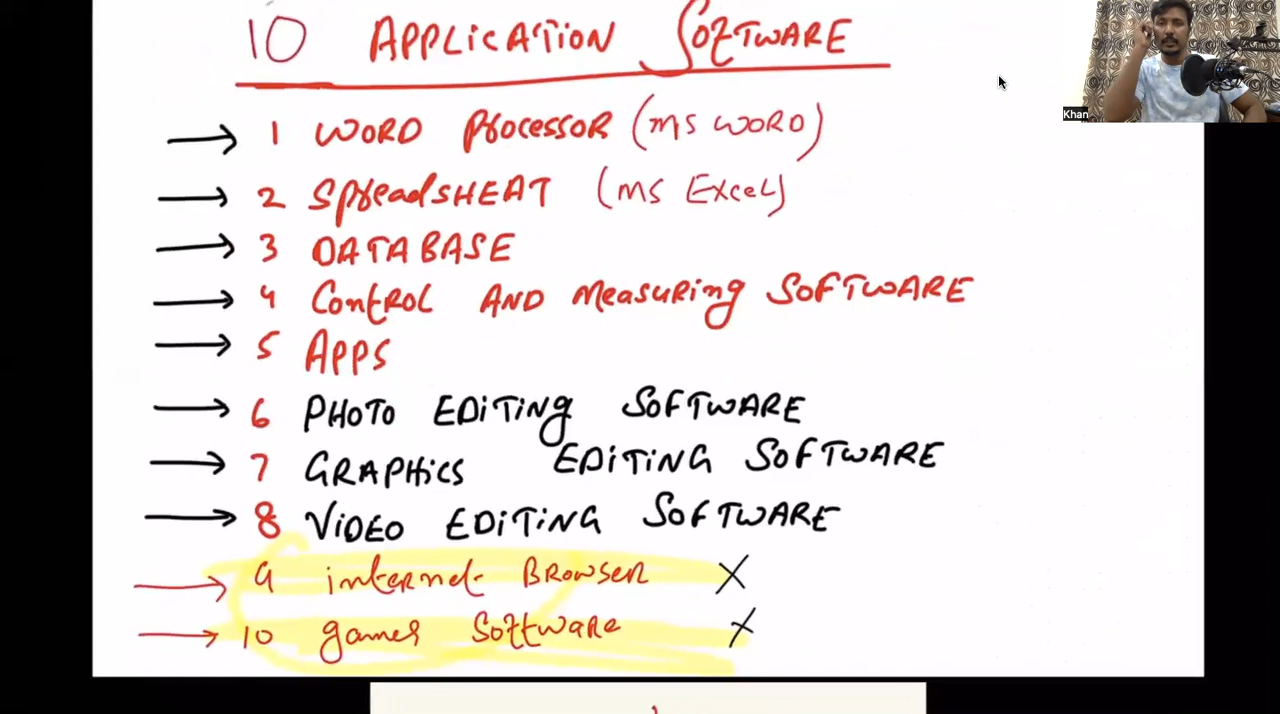 10 APPLICATION SOFTWARE
Khan
→ 1 WORD Processor (MS WORD)
→ 2 SpreadSHEAT (MS Excel)
→ 3 DATABASE
→ 4 Control AND Measuring SOFTWARE
→ 5 APPS
→ 6 PHOTO EDiTiNg SOFTWARE
→ 7 GRAPHiCS EDiTiNG SOFTWARE
→ 8 ViDEO EDiTiNG SOFTWARE
→ 9 internet BROWSER X
→ 10 games Software X